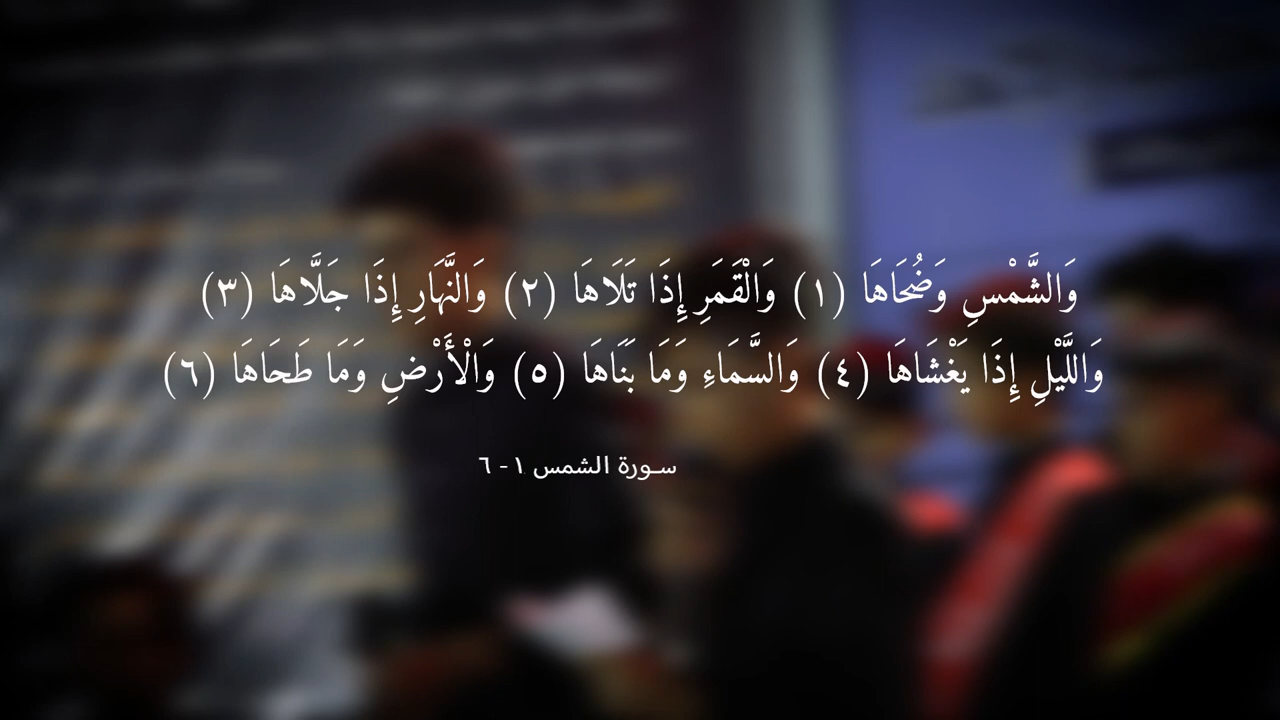 وَالشَّمْسِ وَضُحَاهَا (١) وَالْقَمَرِ إِذَا تَلَاهَا (٢) وَالنَّهَارِ إِذَا جَلَّاهَا (٣)
وَاللَّيْلِ إِذَا يَغْشَاهَا (٤) وَالسَّمَاءِ وَمَا بَنَاهَا (٥) وَالْأَرْضِ وَمَا طَحَاهَا (٦)
سورة الشمس ١- ٦